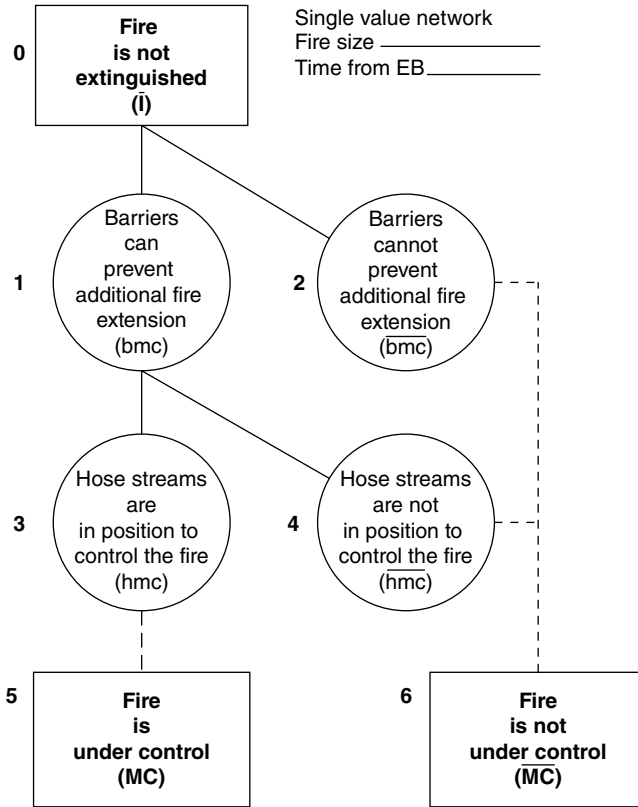 0
Fire
is not
extinguished
(Ī)
Single value network
Fire size
Time from EB
1
Barriers
can
prevent
additional fire
extension
(bmc)
2
Barriers
cannot
prevent
additional fire
extension
(b̅m̅c̅)
3
Hose streams
are
in position to
control the fire
(hmc)
4
Hose streams
are not
in position to
control the fire
(h̅m̅c̅)
5
Fire
is
under control
(MC)
6
Fire
is not
under control
(M̅C̅)